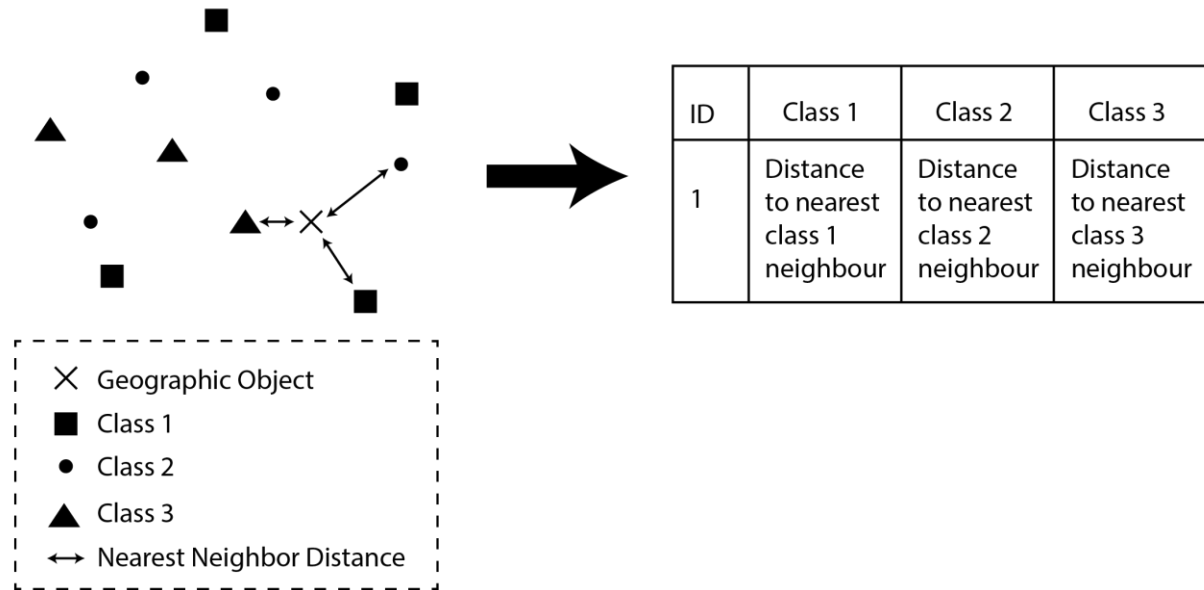 ID
Class 1
Class 2
Class 3
1
Distance
to nearest
class 1
neighbour
Distance
to nearest
class 2
neighbour
Distance
to nearest
class 3
neighbour
Geographic Object
Class 1
Class 2
Class 3
Nearest Neighbor Distance